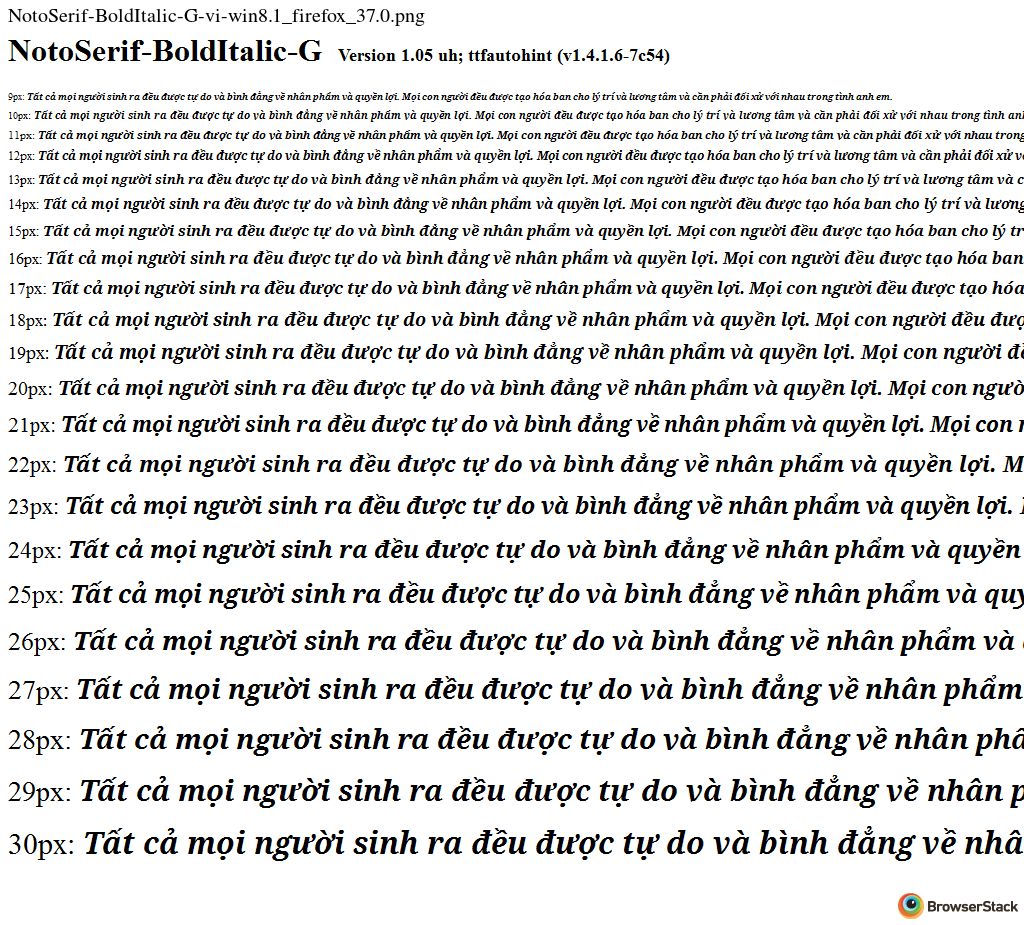 NotoSerif-BoldItalic-G-vi-win8.1_firefox_37.0.png
NotoSerif-BoldItalic-G Version 1.05 uh; ttfautohint (v1.4.1.6-7c54)
9px: Tất cả mọi người sinh ra đều được tự do và bình đẳng về nhân phẩm và quyền lợi. Mọi con người đều được tạo hóa ban cho lý trí và lương tâm và cần phải đối xử với nhau trong tình anh em.
10px: Tất cả mọi người sinh ra đều được tự do và bình đẳng về nhân phẩm và quyền lợi. Mọi con người đều được tạo hóa ban cho lý trí và lương tâm và cần phải đối xử với nhau trong tình
11px: Tất cả mọi người sinh ra đều được tự do và bình đẳng về nhân phẩm và quyền lợi. Mọi con người đều được tạo hóa ban cho lý trí và lương tâm và cần phải đối xử với nhau trong
12px: Tất cả mọi người sinh ra đều được tự do và bình đẳng về nhân phẩm và quyền lợi. Mọi con người đều được tạo hóa ban cho lý trí và lương tâm và cần phải đối xử
13px: Tất cả mọi người sinh ra đều được tự do và bình đẳng về nhân phẩm và quyền lợi. Mọi con người đều được tạo hóa ban cho lý trí và lương tâm và
14px: Tất cả mọi người sinh ra đều được tự do và bình đẳng về nhân phẩm và quyền lợi. Mọi con người đều được tạo hóa ban cho lý trí và lương
15px: Tất cả mọi người sinh ra đều được tự do và bình đẳng về nhân phẩm và quyền lợi. Mọi con người đều được tạo hóa ban cho lý
16px: Tất cả mọi người sinh ra đều được tự do và bình đẳng về nhân phẩm và quyền lợi. Mọi con người đều được tạo hóa ban
17px: Tất cả mọi người sinh ra đều được tự do và bình đẳng về nhân phẩm và quyền lợi. Mọi con người đều được tạo hóa
18px: Tất cả mọi người sinh ra đều được tự do và bình đẳng về nhân phẩm và quyền lợi. Mọi con người đều
19px: Tất cả mọi người sinh ra đều được tự do và bình đẳng về nhân phẩm và quyền lợi. Mọi con người
20px: Tất cả mọi người sinh ra đều được tự do và bình đẳng về nhân phẩm và quyền lợi. Mọi con
21px: Tất cả mọi người sinh ra đều được tự do và bình đẳng về nhân phẩm và quyền lợi. Mọi con
22px: Tất cả mọi người sinh ra đều được tự do và bình đẳng về nhân phẩm và quyền lợi. M
23px: Tất cả mọi người sinh ra đều được tự do và bình đẳng về nhân phẩm và quyền lợi.
24px: Tất cả mọi người sinh ra đều được tự do và bình đẳng về nhân phẩm và quyền
25px: Tất cả mọi người sinh ra đều được tự do và bình đẳng về nhân phẩm và quy
26px: Tất cả mọi người sinh ra đều được tự do và bình đẳng về nhân phẩm và
27px: Tất cả mọi người sinh ra đều được tự do và bình đẳng về nhân phẩm
28px: Tất cả mọi người sinh ra đều được tự do và bình đẳng về nhân
29px: Tất cả mọi người sinh ra đều được tự do và bình đẳng về nhân
30px: Tất cả mọi người sinh ra đều được tự do và bình đẳng về nhâ
BrowserStack